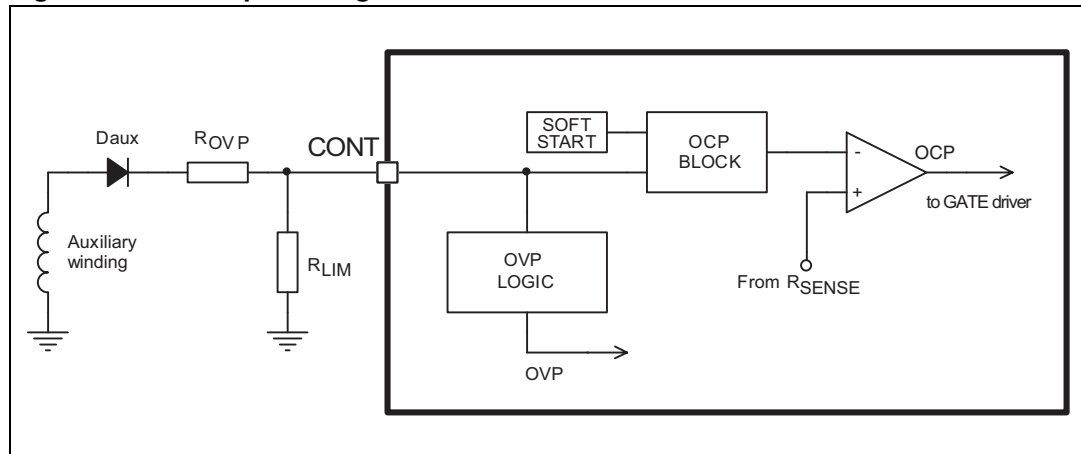 Daux
ROVP
CONT
SOFT
START
OCP
BLOCK
-
+
OCP
to GATE driver
Auxiliary
winding
RLIM
OVP
LOGIC
From RSENSE
OVP